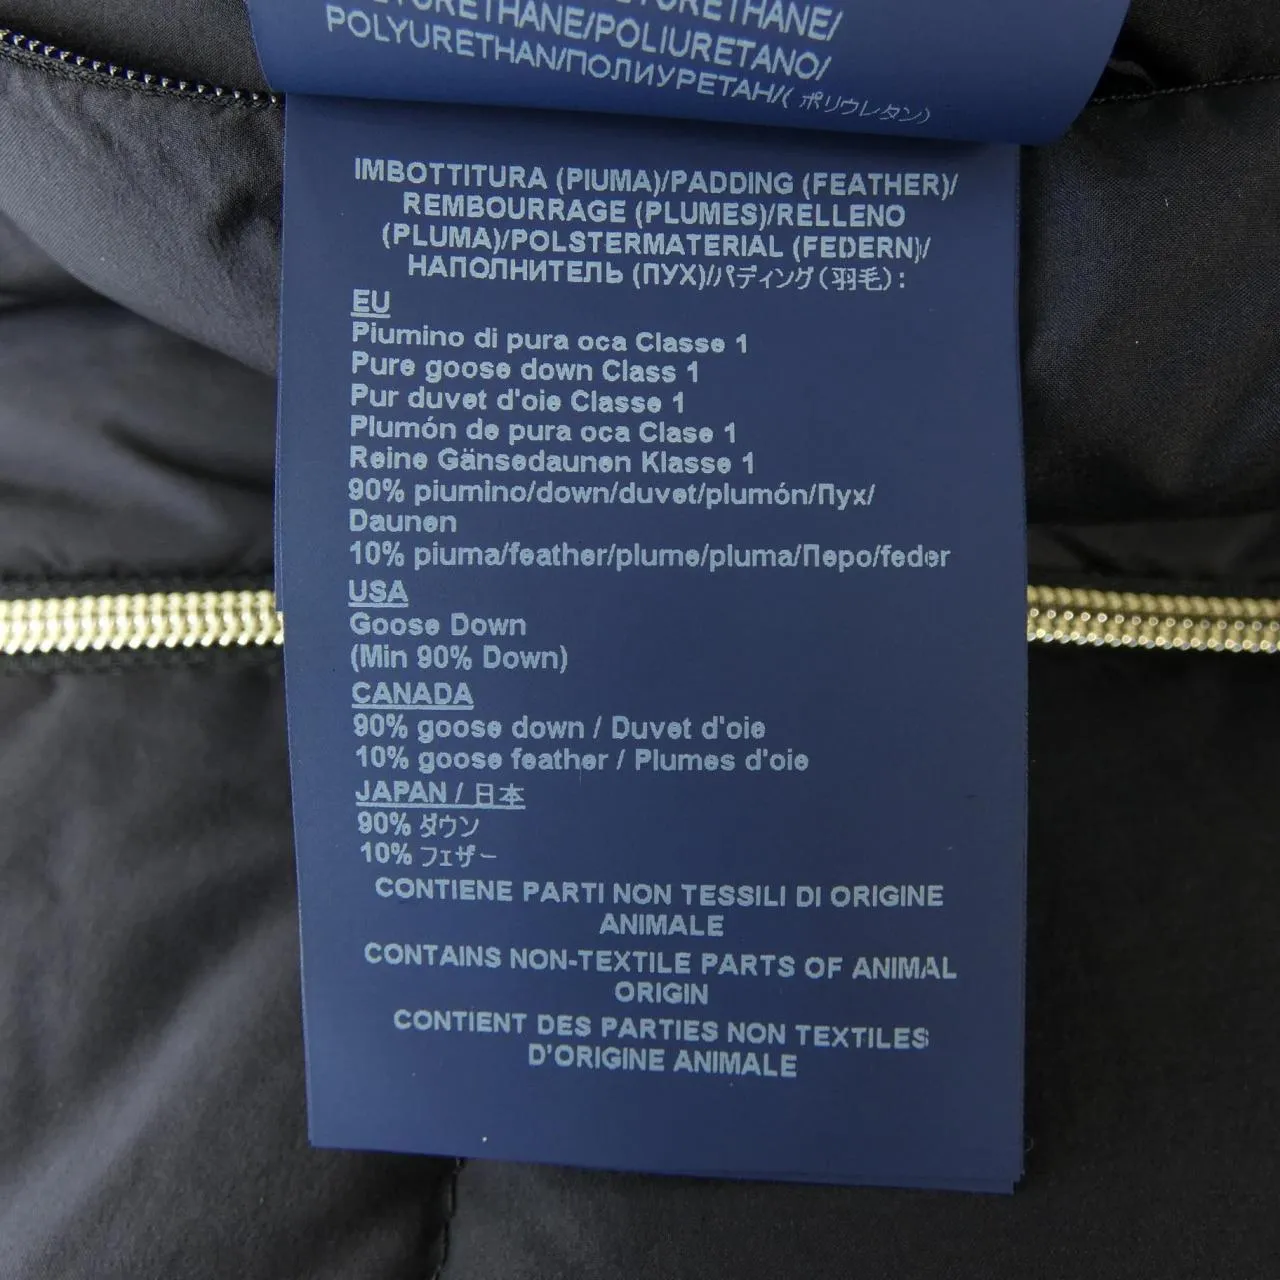 POLYURETHAN/ПОЛИУРЕТАН/( ポリウレタン)
IMBOTTITURA (PIUMA)/PADDING (FEATHER)/
REMBOURRAGE (PLUMES)/RELLENO
(PLUMA)/POLSTERMATERIAL (FEDERN)/
НАПОЛНИТЕЛЬ (ПУХ)/パディング(羽毛):
EU
Piumino di pura oca Classe 1
Pure goose down Class 1
Pur duvet d'oie Classe 1
Plumón de pura oca Clase 1
Reine Gänsedaunen Klasse 1
90% piumino/down/duvet/plumón/Пух/
Daunen
10% piuma/feather/plume/pluma/Перо/feder
USA
Goose Down
(Min 90% Down)
CANADA
90% goose down / Duvet d'oie
10% goose feather / Plumes d'oie
JAPAN / 日本
90% ダウン
10% フェザー
CONTIENE PARTI NON TESSILI DI ORIGINE
ANIMALE
CONTAINS NON-TEXTILE PARTS OF ANIMAL
ORIGIN
CONTIENT DES PARTIES NON TEXTILES
D'ORIGINE ANIMALE